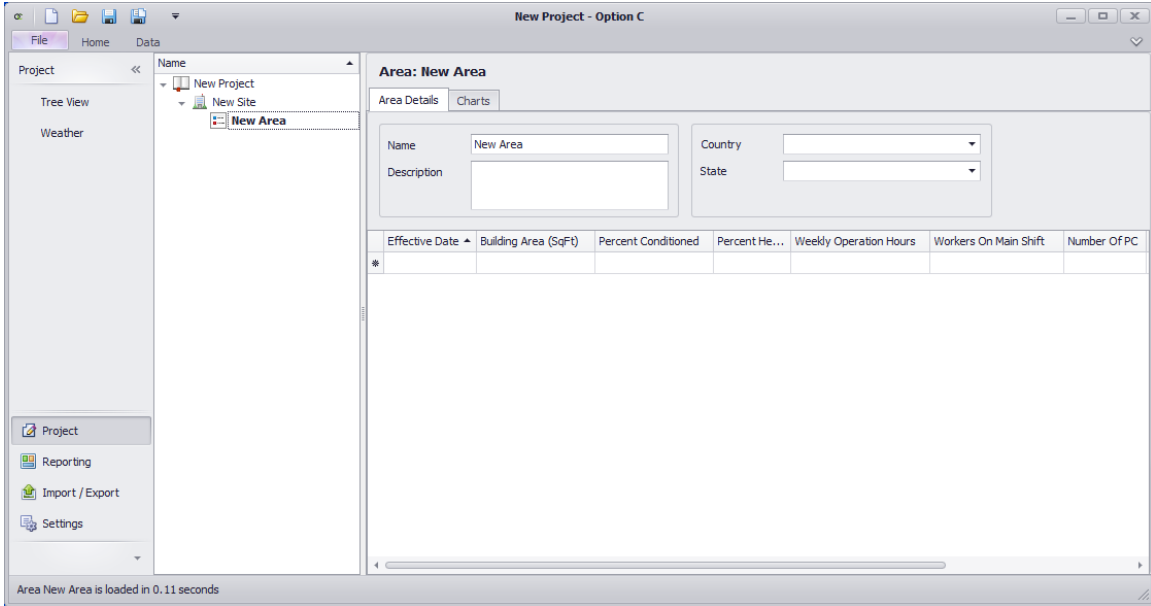 New Project - Option C
File Home Data
Project
Tree View
Weather
Project
Reporting
Import / Export
Settings
Name
New Project
New Site
New Area
Area: New Area
Area Details Charts
Name New Area
Description
Country
State
Effective Date Building Area (SqFt) Percent Conditioned Percent He... Weekly Operation Hours Workers On Main Shift Number Of PC
Area New Area is loaded in 0.11 seconds